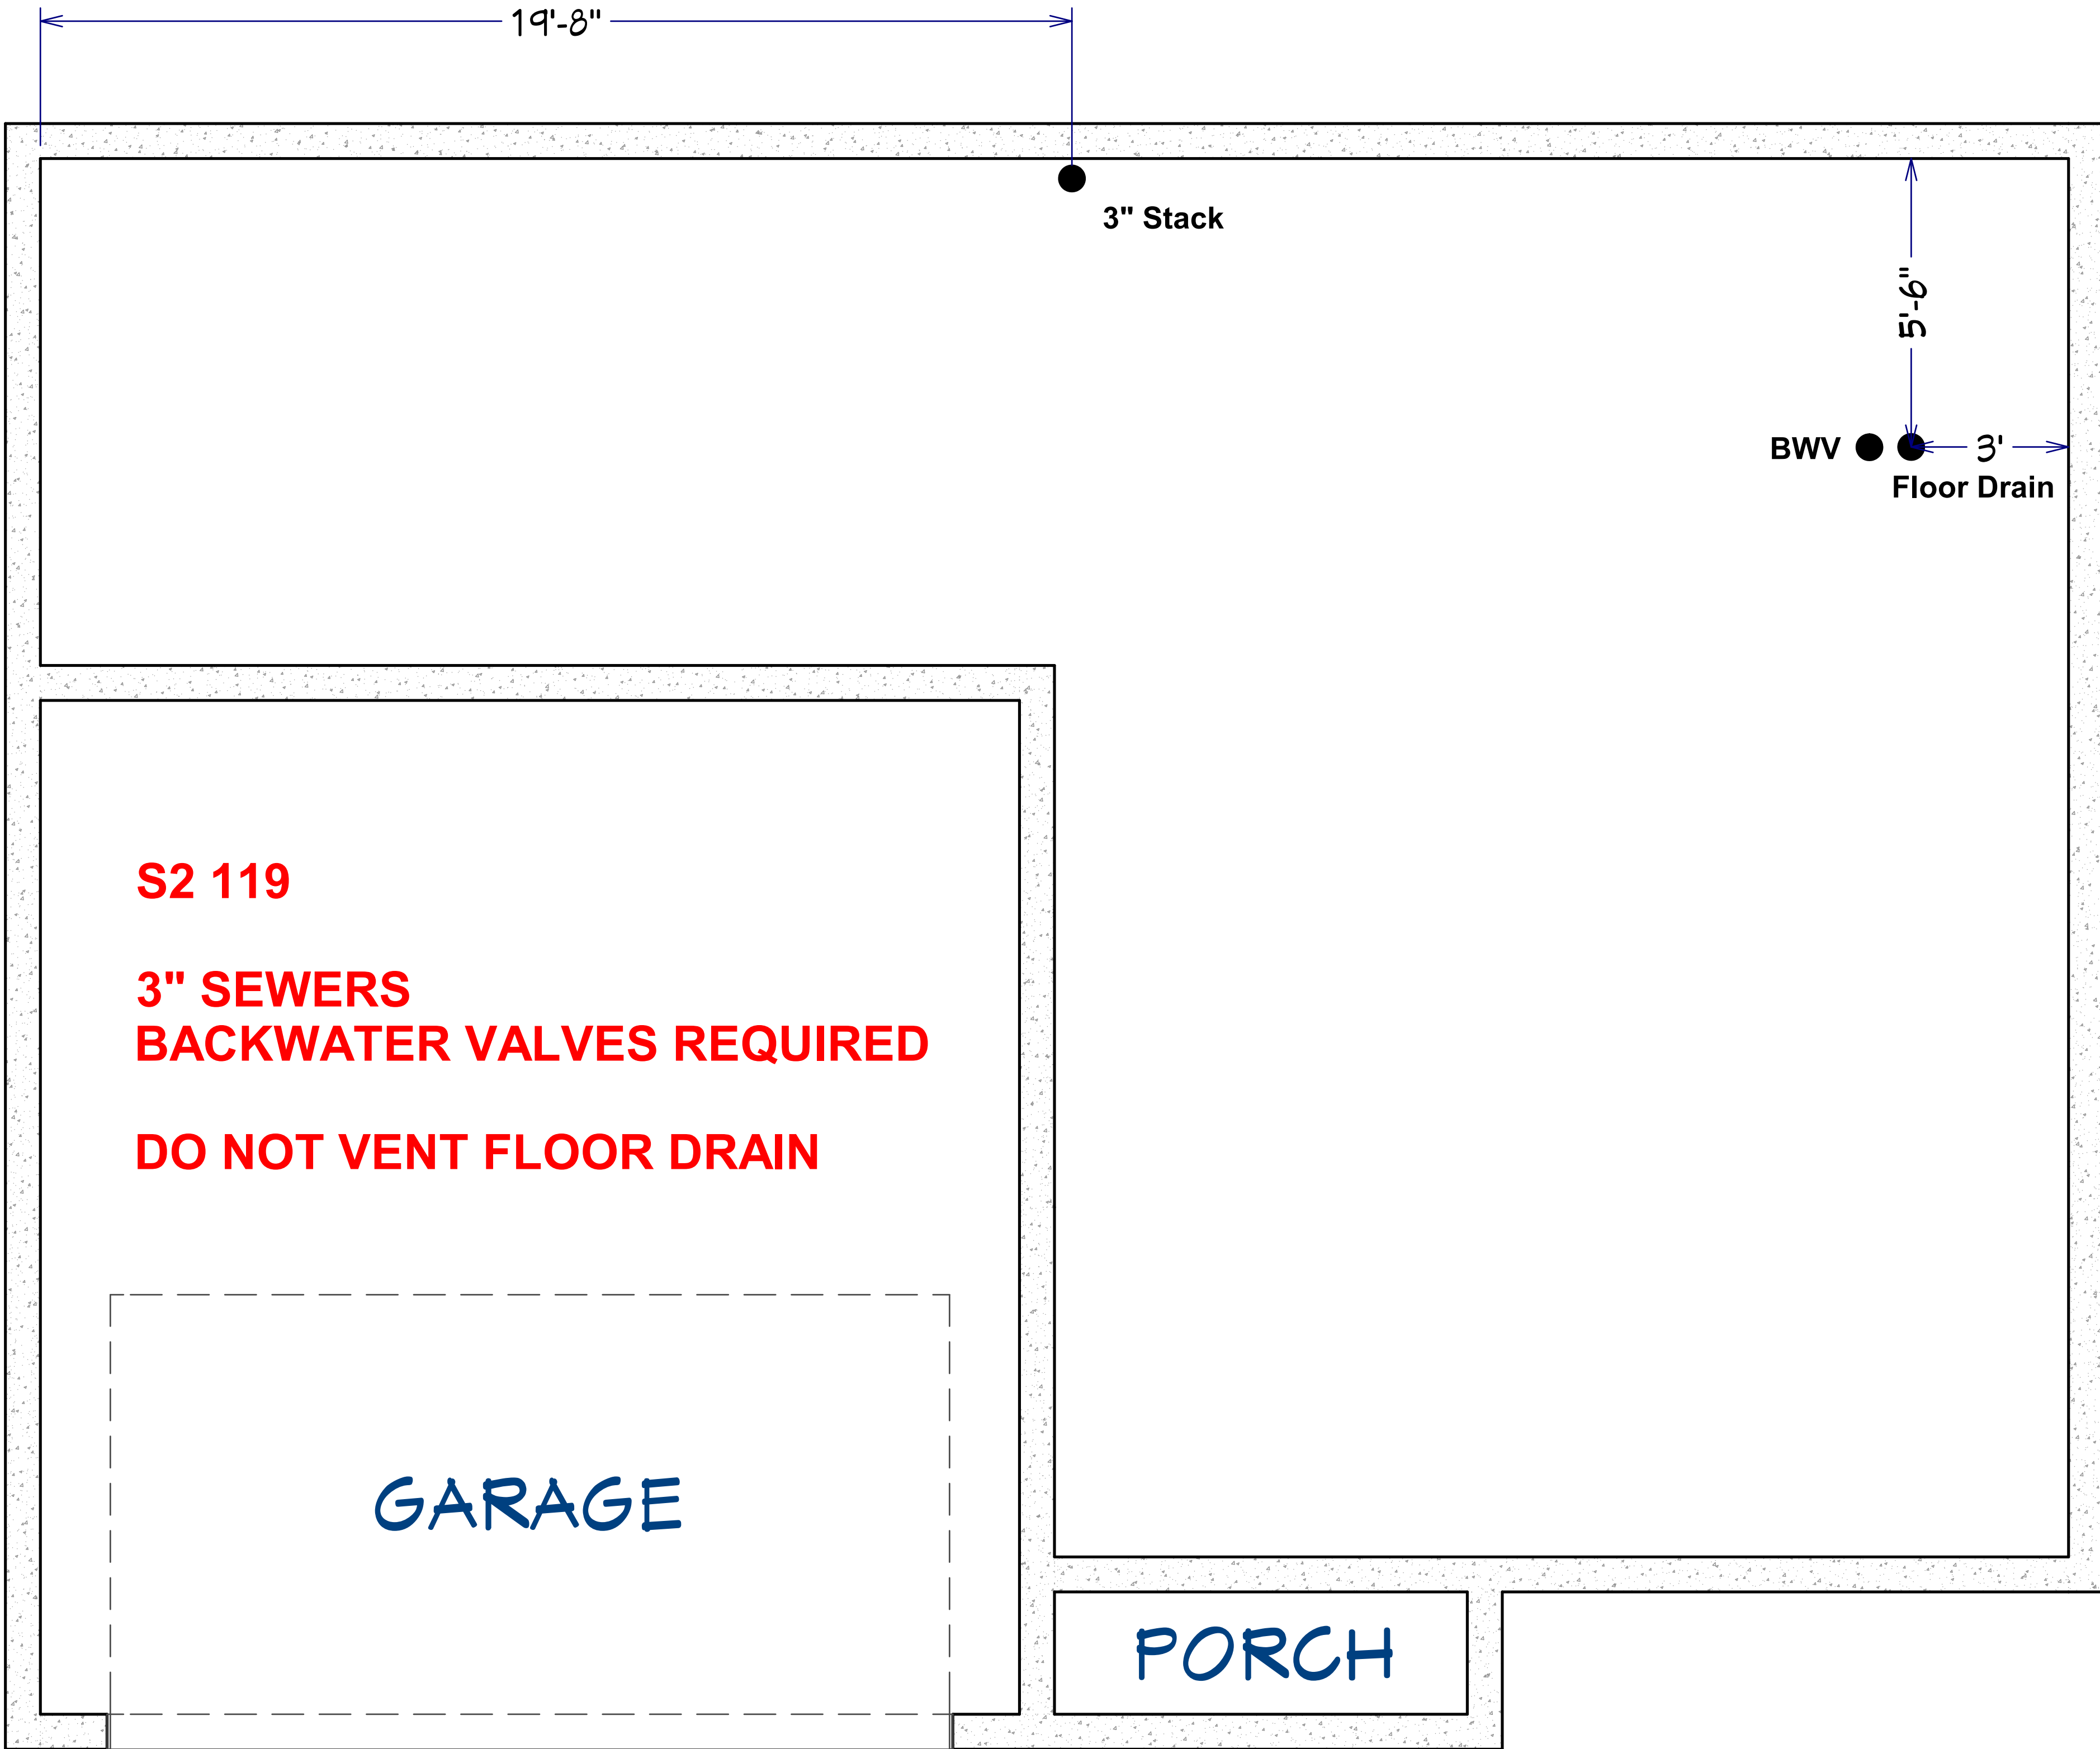 19'-8"
3" Stack
5'-6"
BWV
3'
Floor Drain
S2 119
3" SEWERS
BACKWATER VALVES REQUIRED
DO NOT VENT FLOOR DRAIN
GARAGE
PORCH